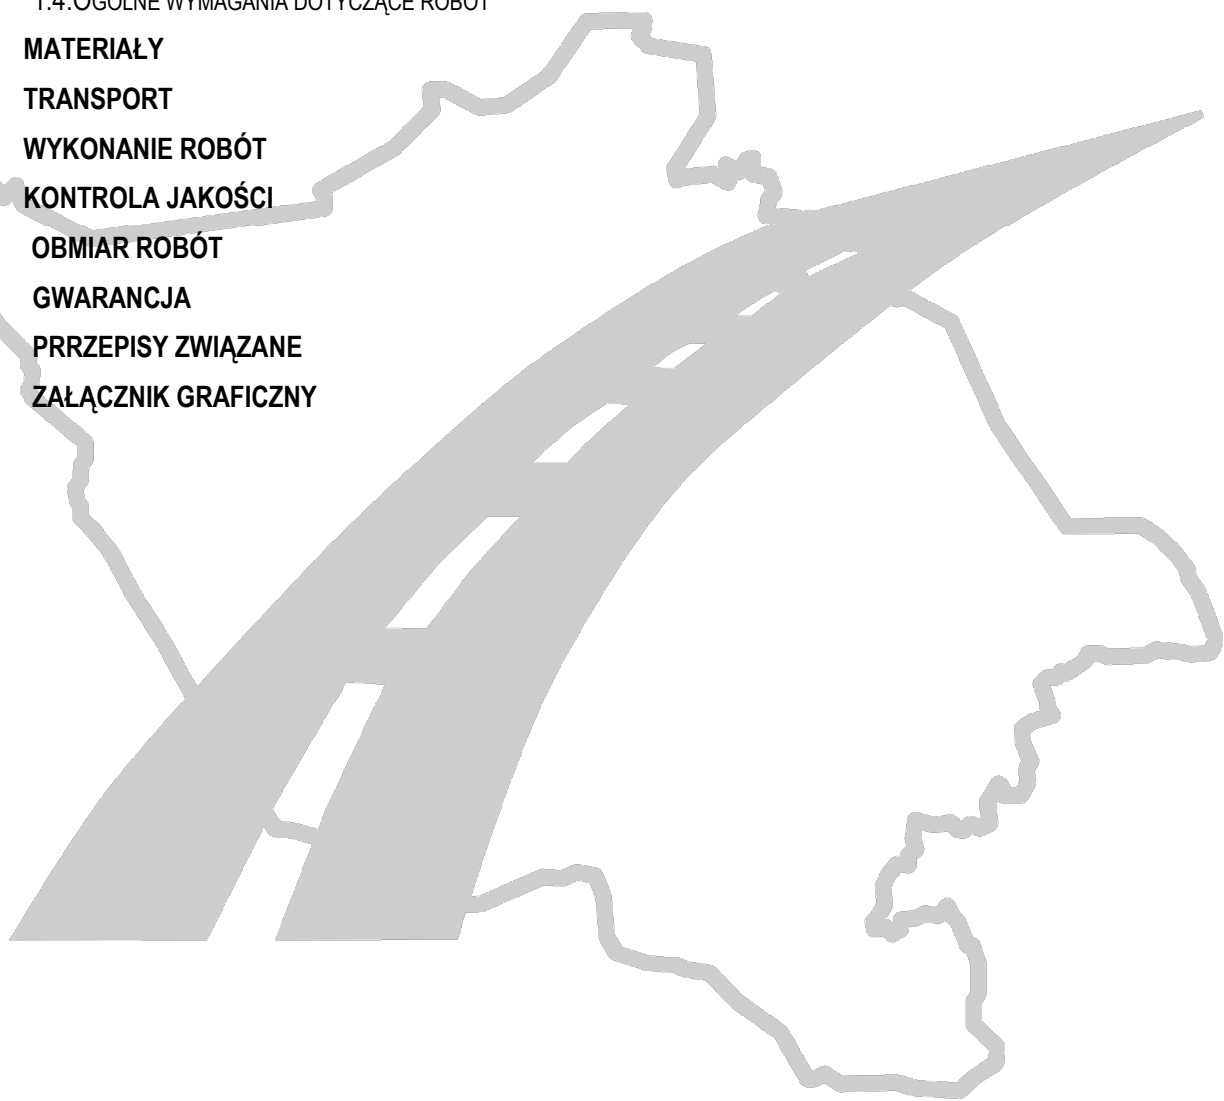 1.4.OGÓLNE WYMAGANIA DOTYCZĄCE ROBÓT
MATERIAŁY
TRANSPORT
WYKONANIE ROBÓT
KONTROLA JAKOŚCI
OBMIAR ROBÓT
GWARANCJA
PRRZEPISY ZWIĄZANE
ZAŁĄCZNIK GRAFICZNY